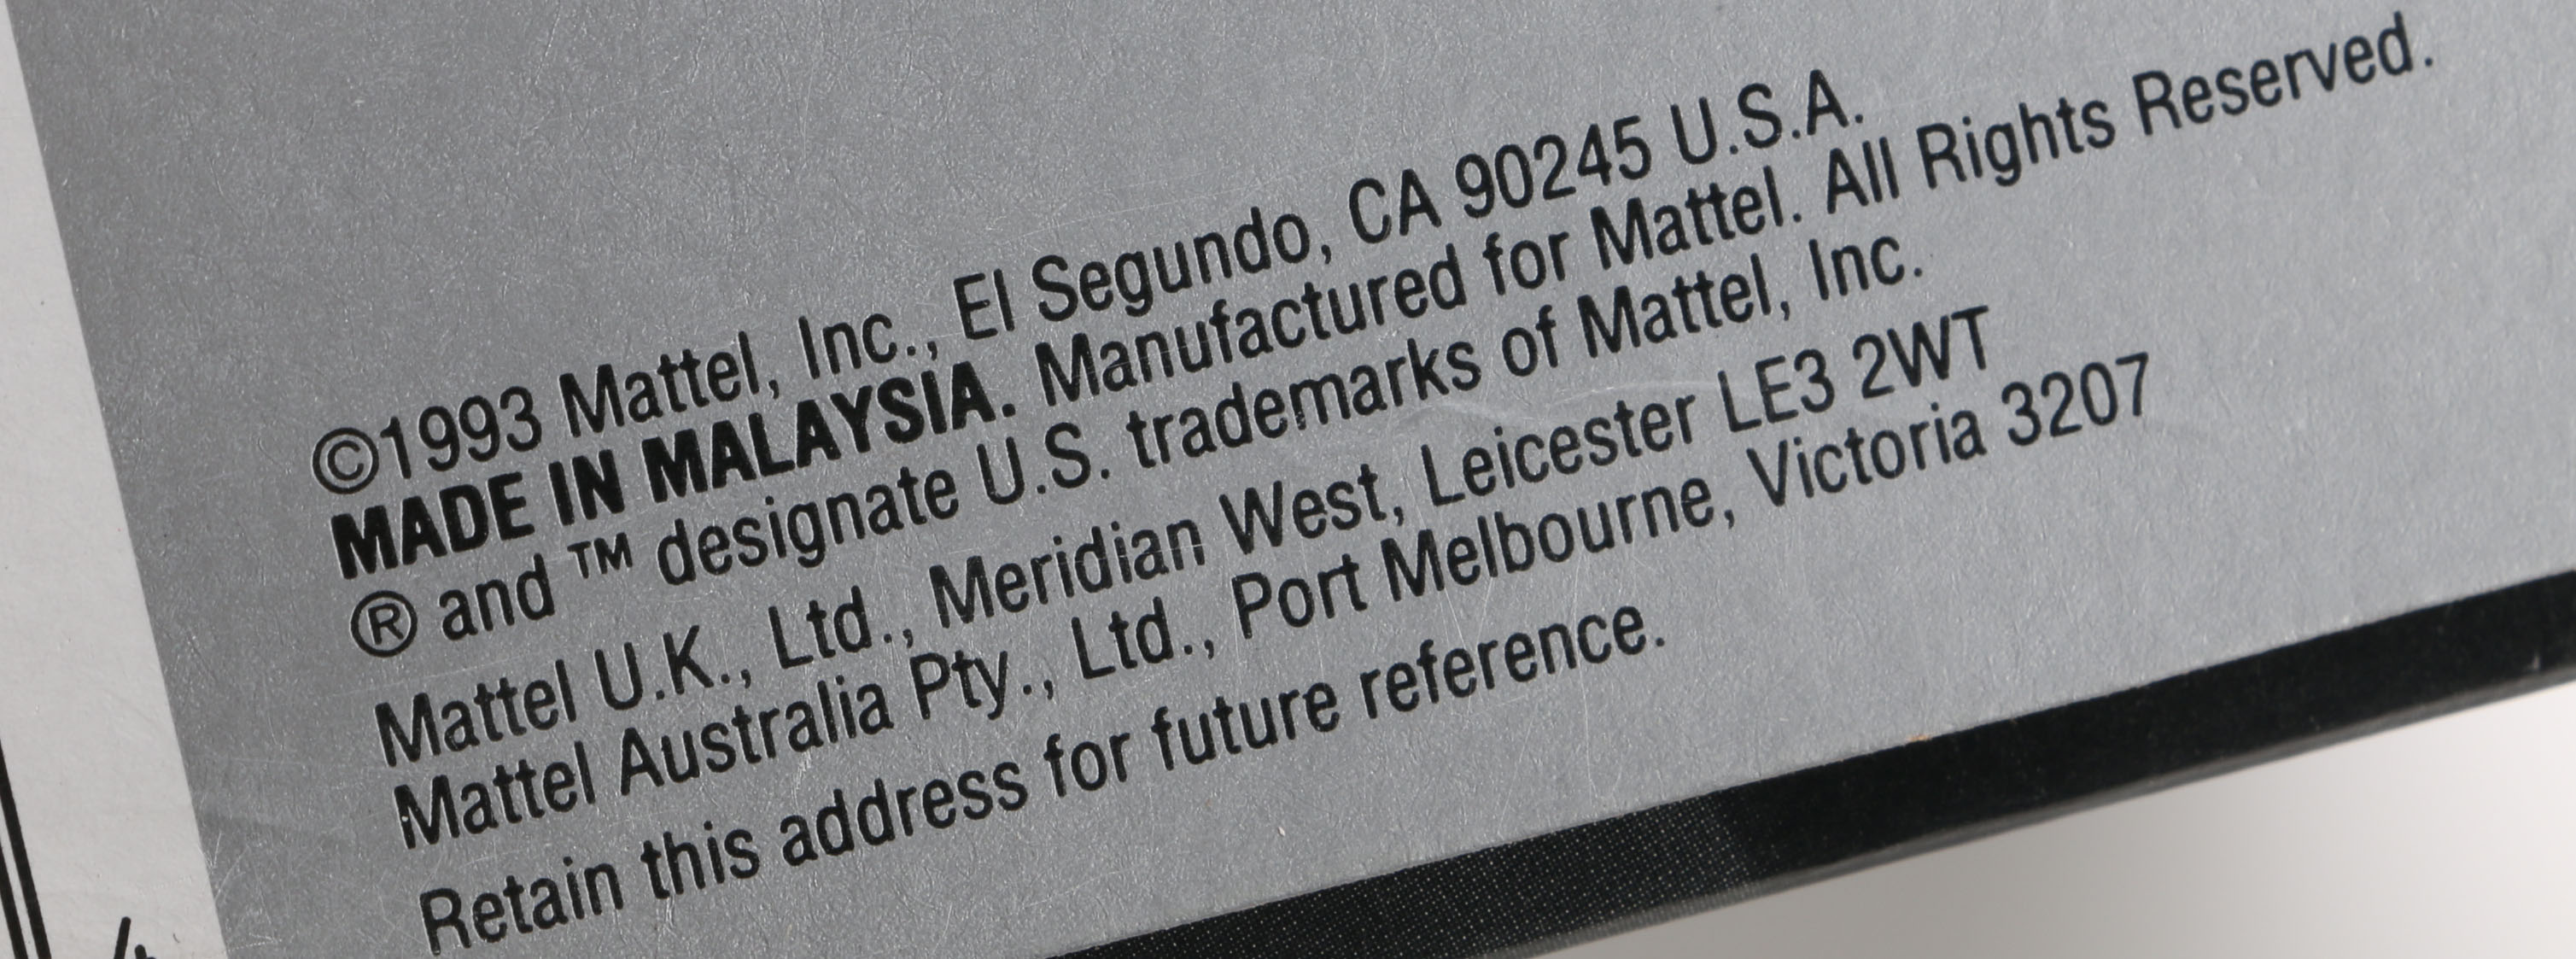 ©1993 Mattel, Inc., El Segundo, CA 90245 U.S.A.
MADE IN MALAYSIA. Manufactured for Mattel. All Rights Reserved.
® and ™ designate U.S. trademarks of Mattel, Inc.
Mattel U.K., Ltd., Meridian West, Leicester LE3 2WT
Mattel Australia Pty., Ltd., Port Melbourne, Victoria 3207
Retain this address for future reference.